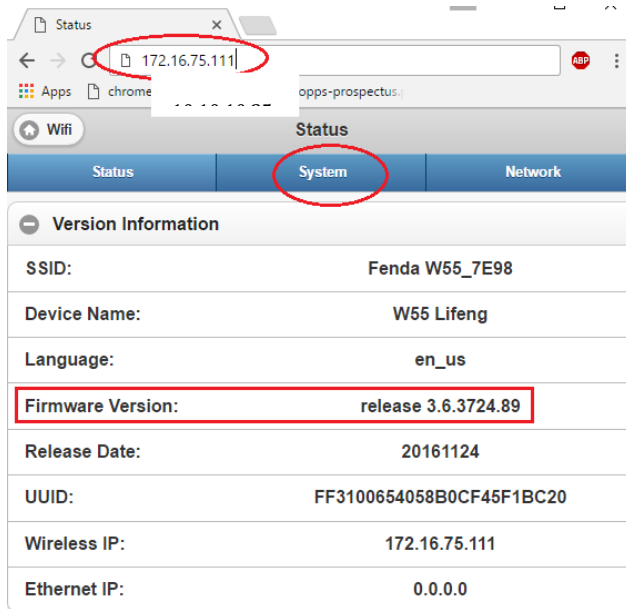 Status
172.16.75.111
ABP
Apps chrome opps-prospectus.
Wifi Status
Status System Network
Version Information
SSID: Fenda W55_7E98
Device Name: W55 Lifeng
Language: en_us
Firmware Version: release 3.6.3724.89
Release Date: 20161124
UUID: FF3100654058B0CF45F1BC20
Wireless IP: 172.16.75.111
Ethernet IP: 0.0.0.0